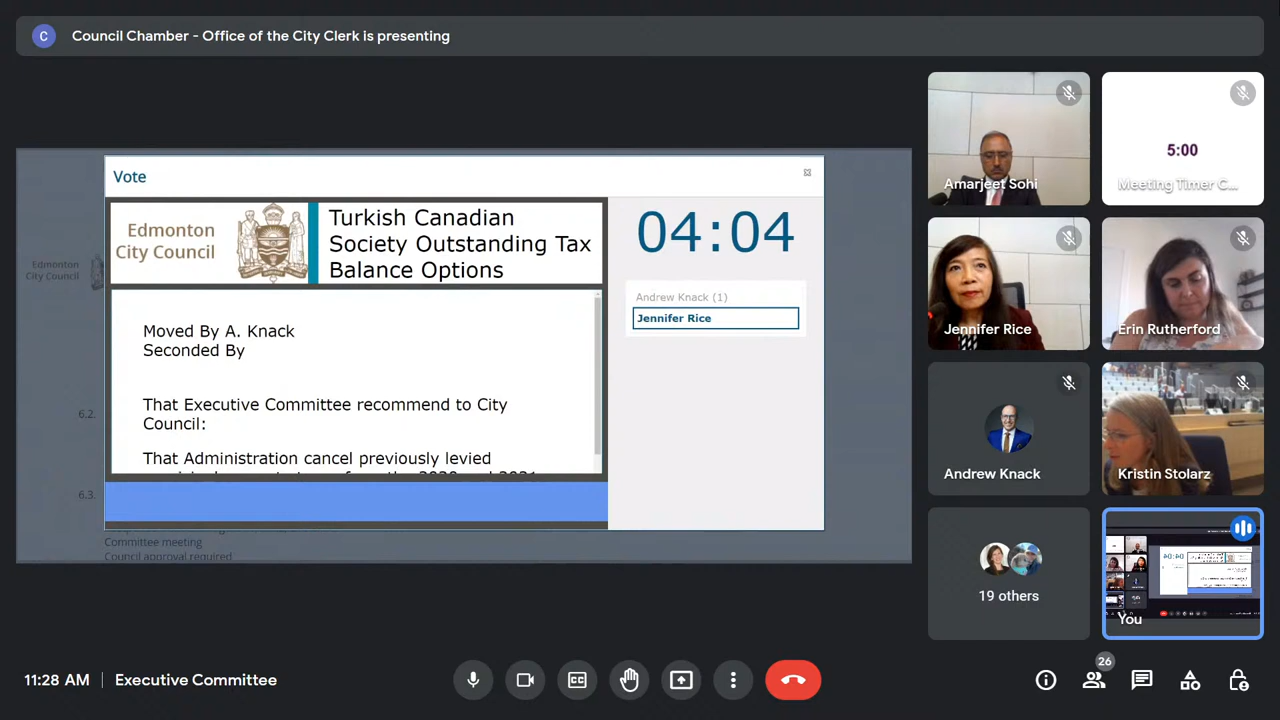 C
Council Chamber - Office of the City Clerk is presenting
Vote
Edmonton
City Council
Turkish Canadian
Society Outstanding Tax
Balance Options
04:04
Andrew Knack (1)
Jennifer Rice
Moved By A. Knack
Seconded By
That Executive Committee recommend to City
Council:
That Administration cancel previously levied
Edmonton
City Council
6.2.
6.3.
Committee meeting
Council approval required
Amarjeet Sohi
5:00
Meeting Timer C...
Jennifer Rice
Erin Rutherford
Andrew Knack
Kristin Stolarz
19 others
You
11:28 AM | Executive Committee
26